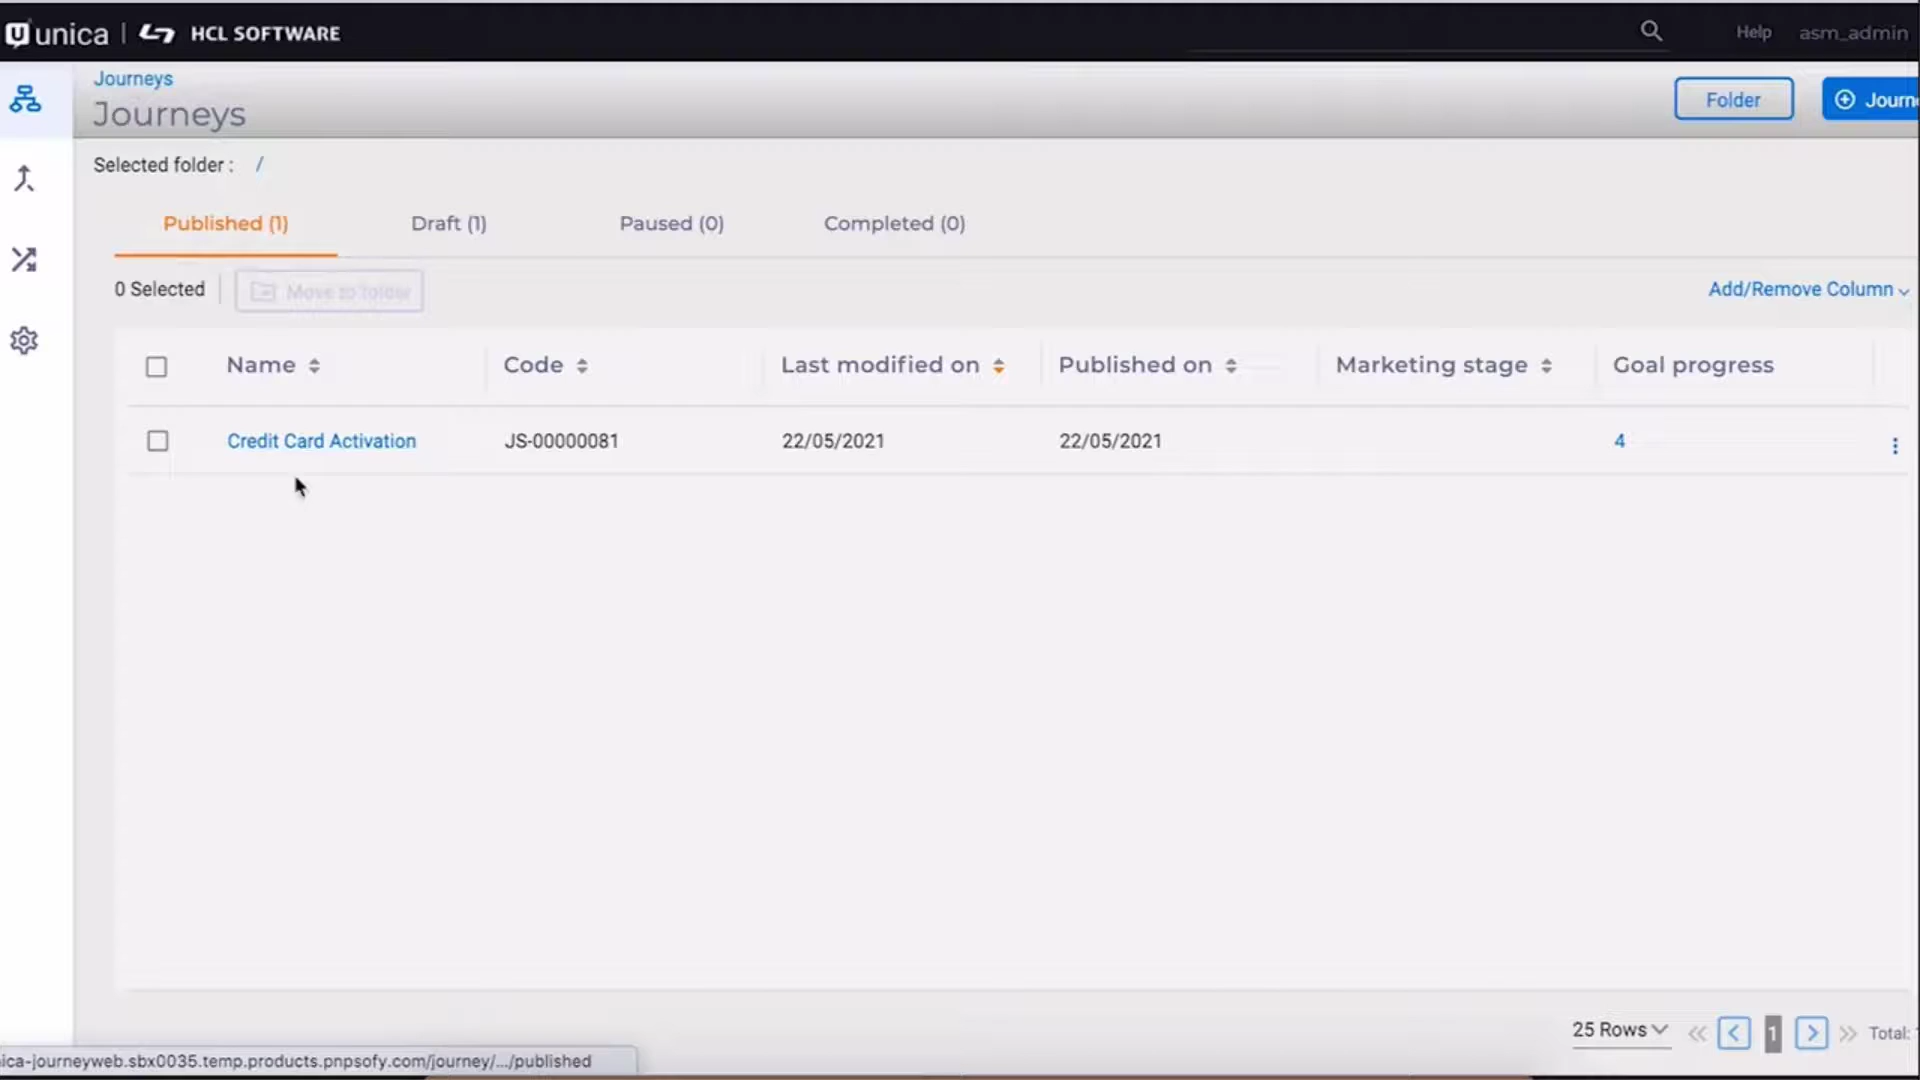 unica | HCL SOFTWARE
Help asm_admin
Journeys
Journeys
Folder
Journ
Selected folder : /
Published (1) Draft (1) Paused (0) Completed (0)
0 Selected Move to folder Add/Remove Column
Name Code Last modified on Published on Marketing stage Goal progress
Credit Card Activation JS-00000081 22/05/2021 22/05/2021 4
25 Rows 1 Total:
ica-journeyweb.sbx0035.temp.products.pnpsofy.com/journey/.../published